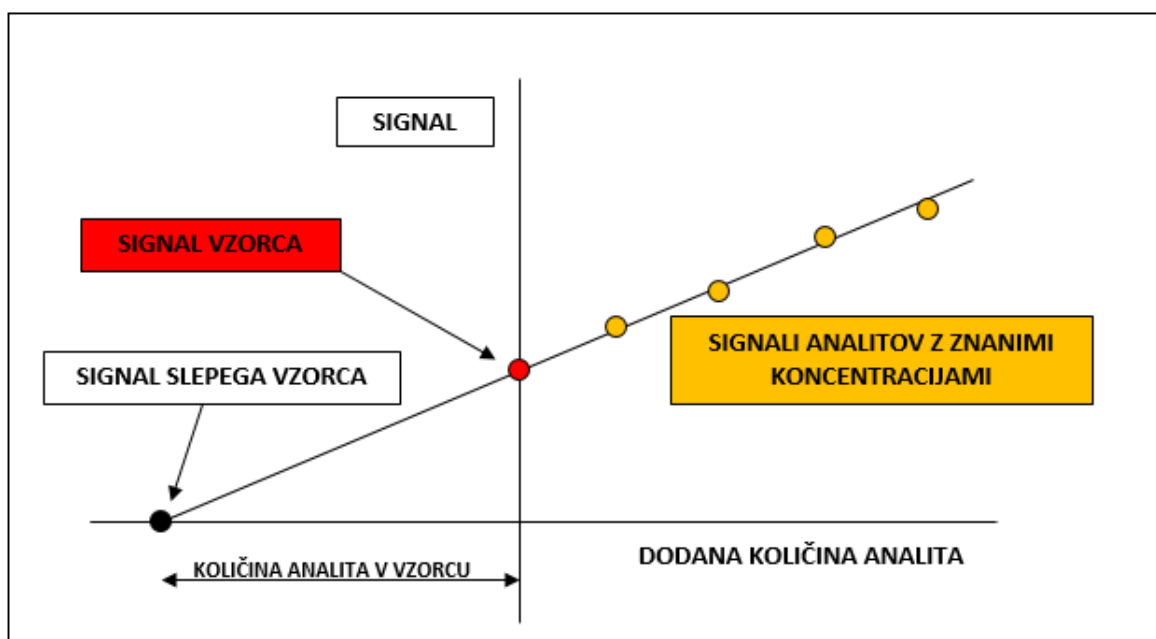 SIGNAL
SIGNAL VZORCA
SIGNAL SLEPEGA VZORCA
SIGNALI ANALITOV Z ZNANIMI
KONCENTRACIJAMI
KOLIČINA ANALITA V VZORCU
DODANA KOLIČINA ANALITA